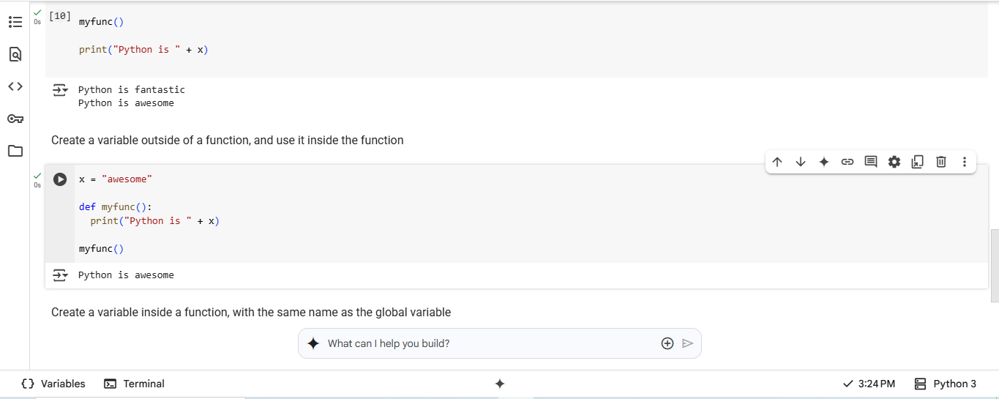 [10]
0s
myfunc()
print("Python is " + x)
Python is fantastic
Python is awesome
Create a variable outside of a function, and use it inside the function
0s
x = "awesome"
def myfunc():
  print("Python is " + x)
myfunc()
Python is awesome
Create a variable inside a function, with the same name as the global variable
What can I help you build?
Variables
Terminal
3:24 PM
Python 3